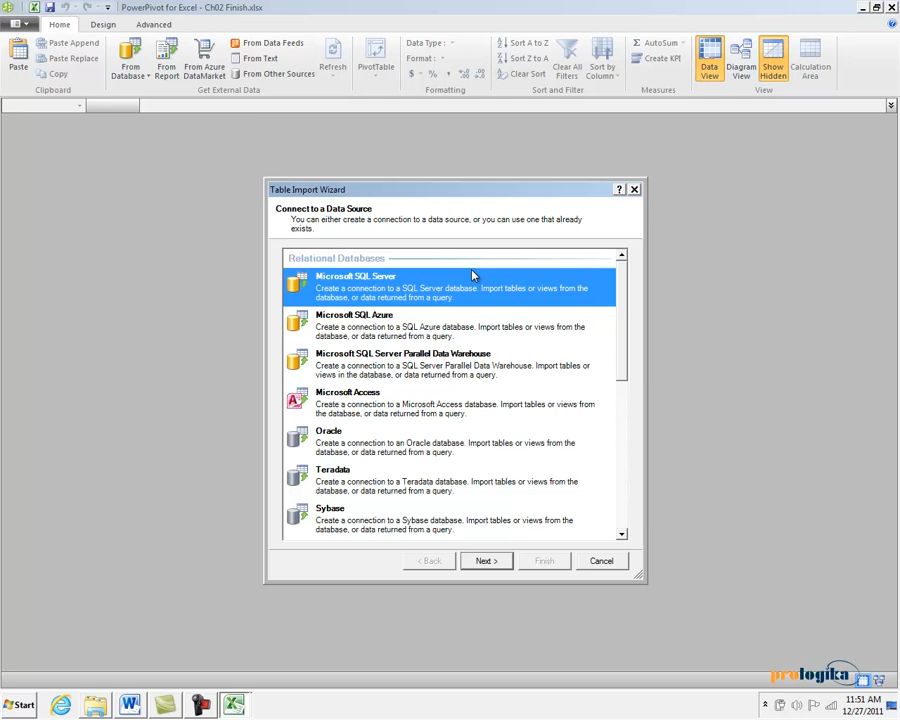 PowerPivot for Excel - Ch02 Finish.xlsx
Home Design Advanced
Paste
Paste Append
Paste Replace
Copy
Clipboard
From Database
From Report
From Azure DataMarket
From Data Feeds
From Text
From Other Sources
Get External Data
Refresh
PivotTable
Data Type :
Format :
$ % , .00 .00
Formatting
Sort A to Z
Sort Z to A
Clear Sort
Clear All Filters
Sort by Column
Sort and Filter
AutoSum
Create KPI
Measures
Data View
Diagram View
Show Hidden
Calculation Area
View
Table Import Wizard
Connect to a Data Source
You can either create a connection to a data source, or you can use one that already
exists.
Relational Databases
Microsoft SQL Server
Create a connection to a SQL Server database. Import tables or views from the
database, or data returned from a query.
Microsoft SQL Azure
Create a connection to a SQL Azure database. Import tables or views from the
database, or data returned from a query.
Microsoft SQL Server Parallel Data Warehouse
Create a connection to a SQL Server Parallel Data Warehouse. Import tables or
views in the database, or data returned from a query.
Microsoft Access
Create a connection to a Microsoft Access database. Import tables or views from
the database, or data returned from a query.
Oracle
Create a connection to an Oracle database. Import tables or views from the
database, or data returned from a query.
Teradata
Create a connection to a Teradata database. Import tables or views from the
database, or data returned from a query.
Sybase
Create a connection to a Sybase database. Import tables or views from the
database, or data returned from a query.
< Back Next > Finish Cancel
prologika
Start
11:51 AM
12/27/2011